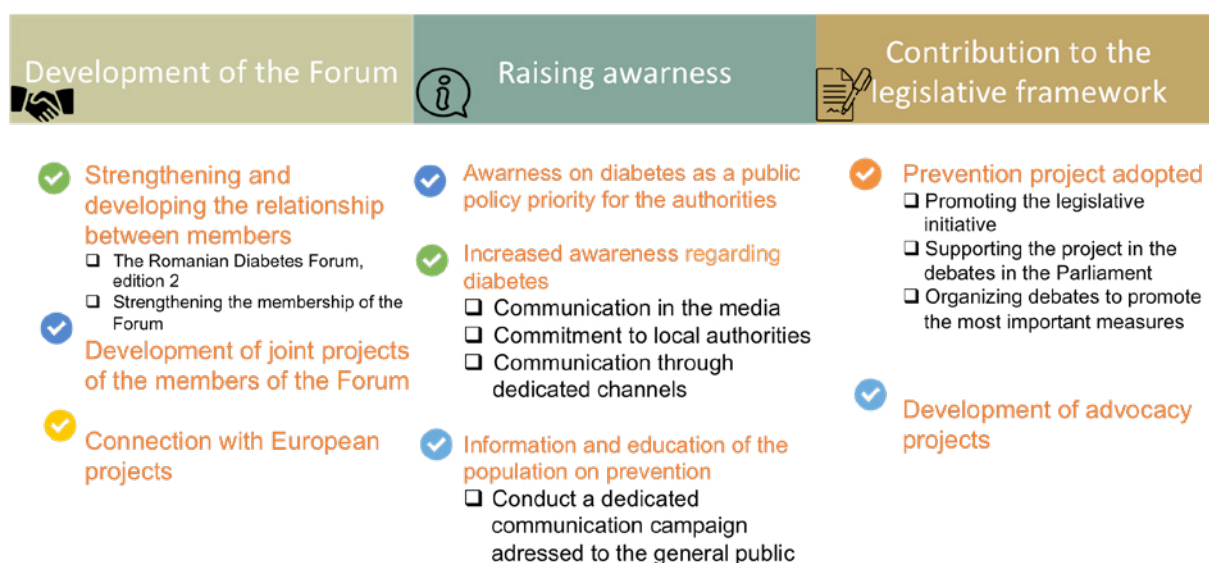 Development of the Forum
Strengthening and
developing the relationship
between members
The Romanian Diabetes Forum,
edition 2
Strengthening the membership of the
Forum
Development of joint projects
of the members of the Forum
Connection with European
projects
Raising awarness
Awarness on diabetes as a public
policy priority for the authorities
Increased awareness regarding
diabetes
Communication in the media
Commitment to local authorities
Communication through
dedicated channels
Information and education of the
population on prevention
Conduct a dedicated
communication campaign
adressed to the general public
Contribution to the
legislative framework
Prevention project adopted
Promoting the legislative
initiative
Supporting the project in the
debates in the Parliament
Organizing debates to promote
the most important measures
Development of advocacy
projects